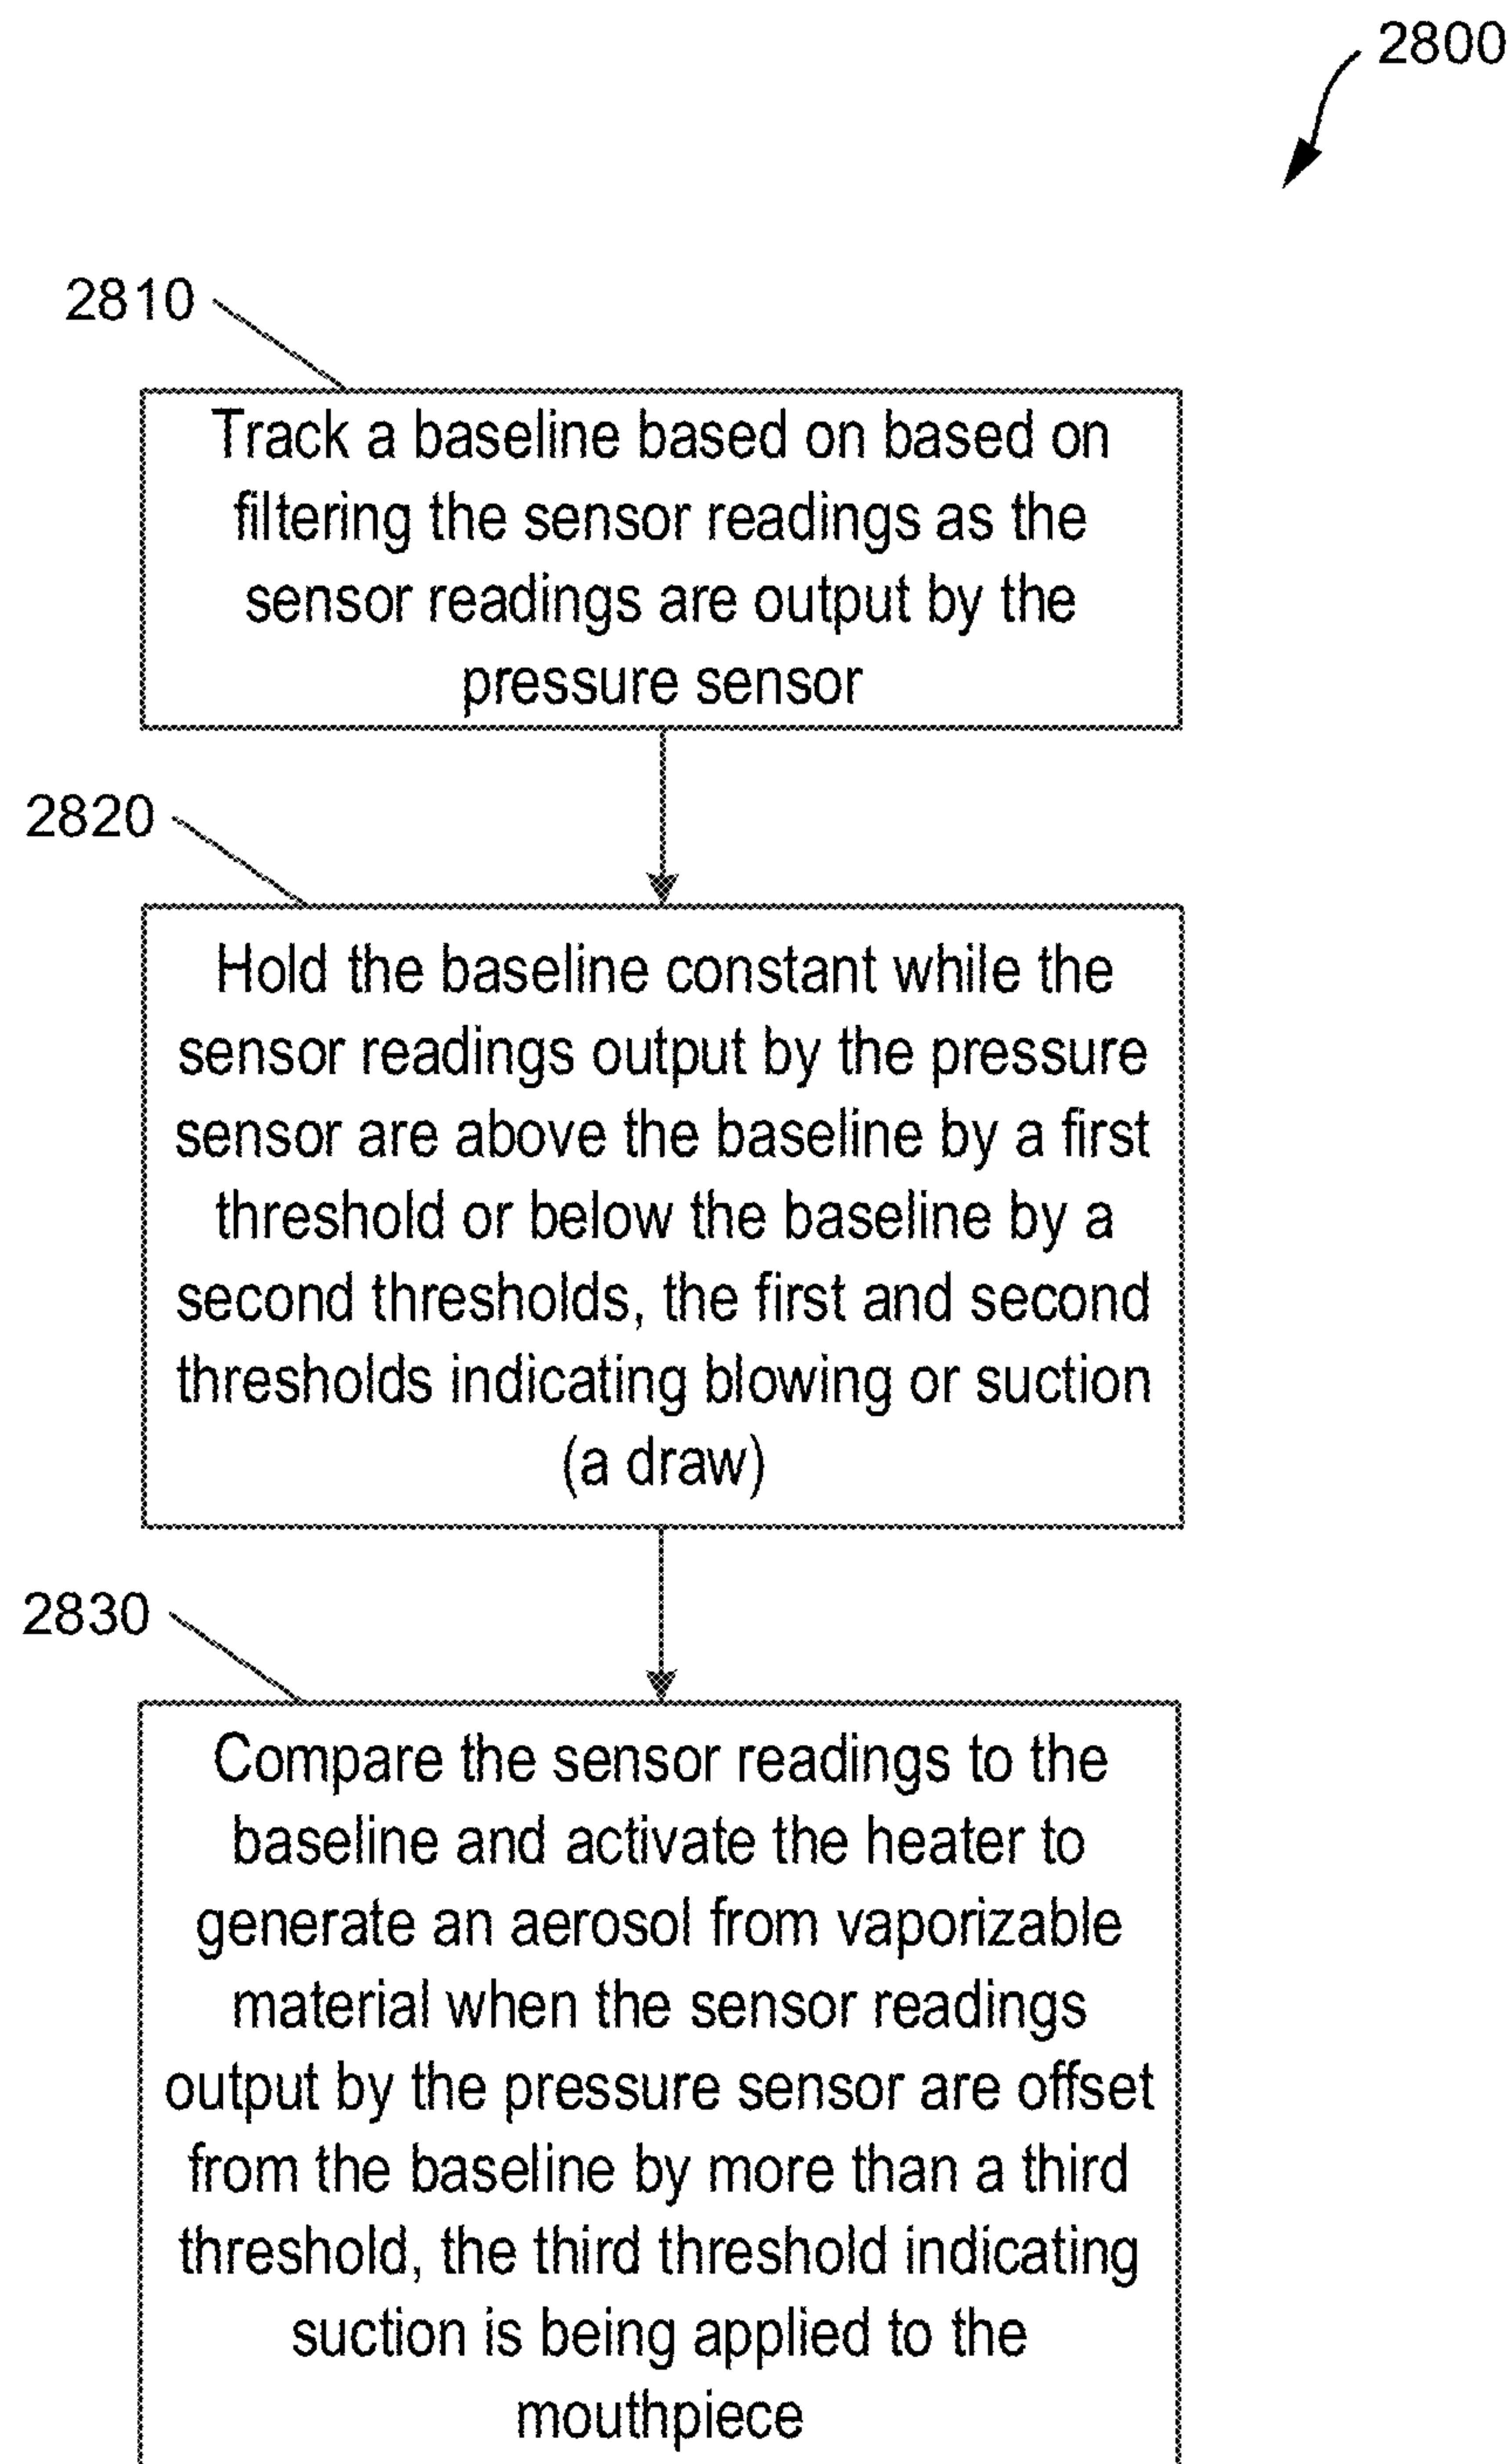 2800
2810
Track a baseline based on based on
filtering the sensor readings as the
sensor readings are output by the
pressure sensor
2820
Hold the baseline constant while the
sensor readings output by the pressure
sensor are above the baseline by a first
threshold or below the baseline by a
second thresholds, the first and second
thresholds indicating blowing or suction
(a draw)
2830
Compare the sensor readings to the
baseline and activate the heater to
generate an aerosol from vaporizable
material when the sensor readings
output by the pressure sensor are offset
from the baseline by more than a third
threshold, the third threshold indicating
suction is being applied to the
mouthpiece